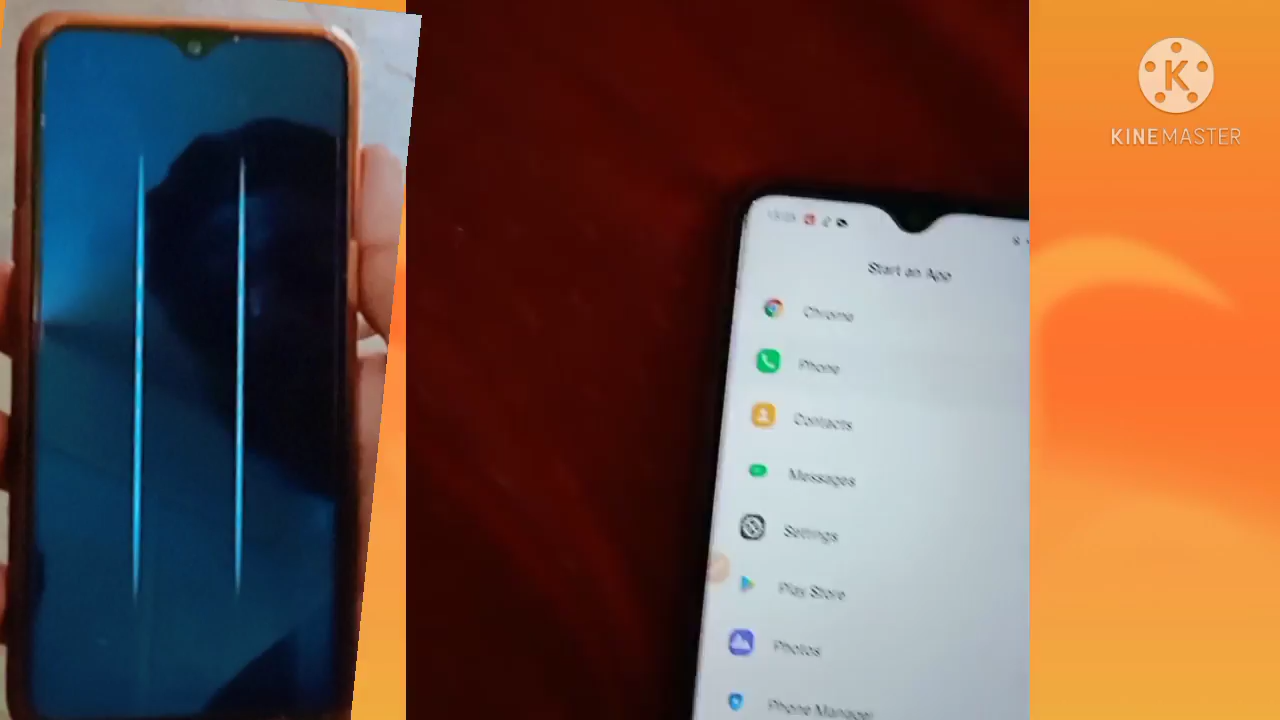 KINEMASTER
Start an App
Chrome
Phone
Contacts
Messages
Settings
Play Store
Photos
Phone Manager